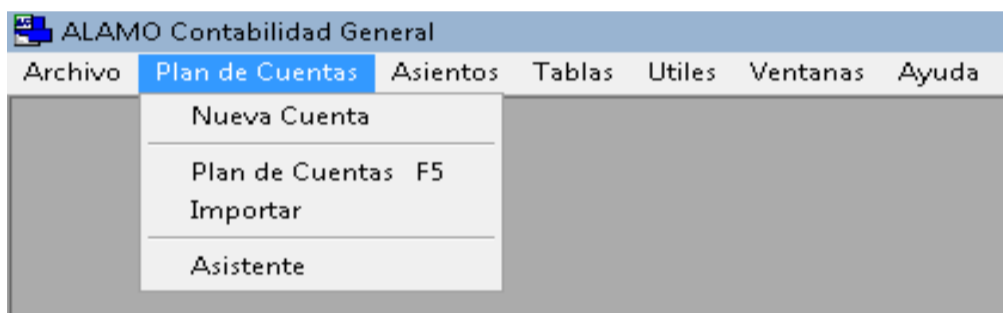 ALAMO Contabilidad General
Archivo Plan de Cuentas Asientos Tablas Utiles Ventanas Ayuda
Nueva Cuenta
Plan de Cuentas F5
Importar
Asistente